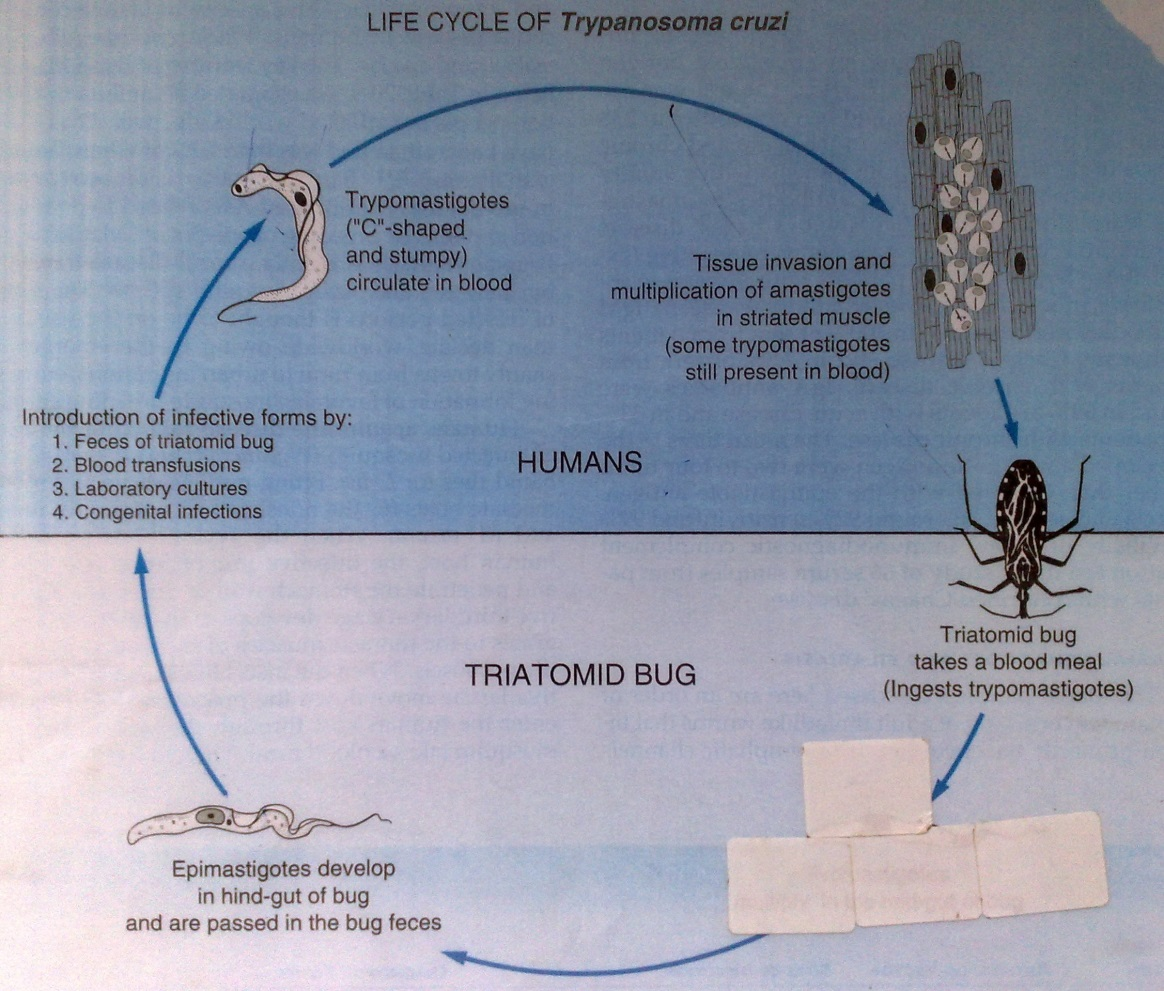 LIFE CYCLE OF Trypanosoma cruzi
Trypomastigotes
("C"-shaped
and stumpy)
circulate in blood
Tissue invasion and
multiplication of amastigotes
in striated muscle
(some trypomastigotes
still present in blood)
Introduction of infective forms by:
1. Feces of triatomid bug
2. Blood transfusions
3. Laboratory cultures
4. Congenital infections
HUMANS
Triatomid bug
takes a blood meal
(Ingests trypomastigotes)
TRIATOMID BUG
Epimastigotes develop
in hind-gut of bug
and are passed in the bug feces